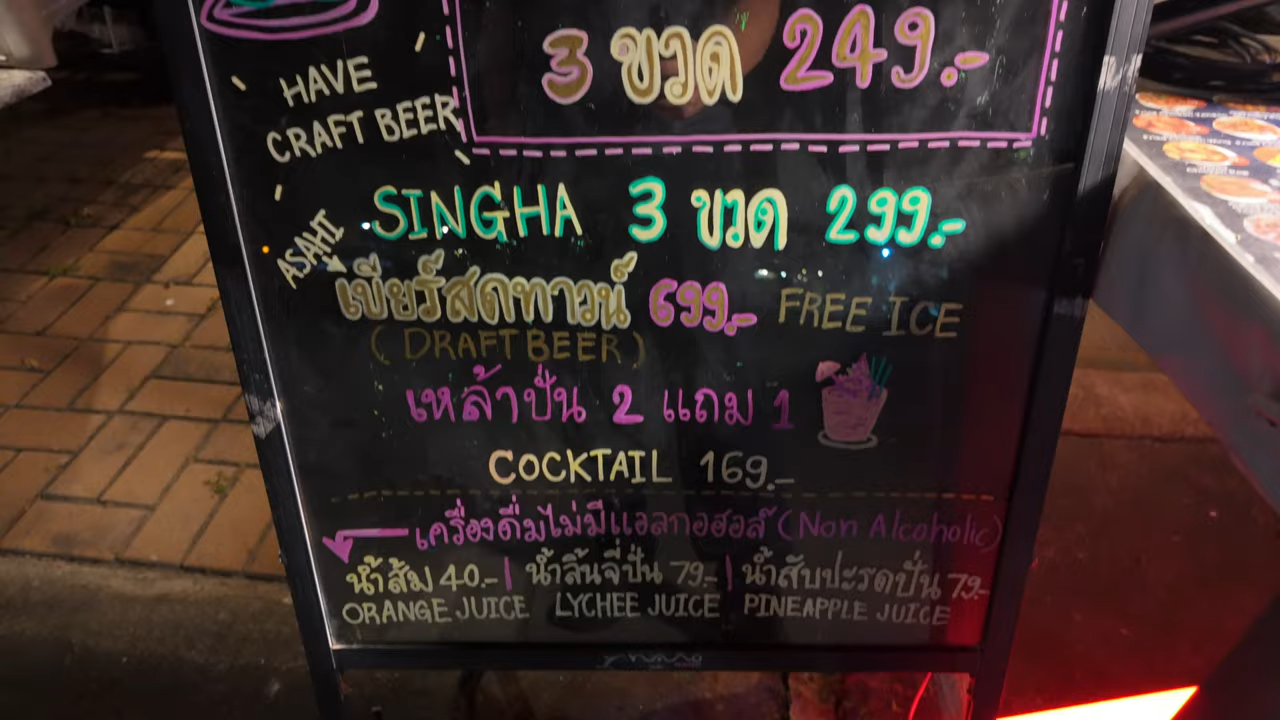 3 ขวด 249.-
HAVE
CRAFT BEER
SINGHA 3 ขวด 299.-
ASAHI
เบียร์สดทาวน์ 699.- FREE ICE
(DRAFT BEER)
เหล้าปั่น 2 แถม 1
COCKTAIL 169.-
เครื่องดื่มไม่มีแอลกอฮอล์ (Non Alcoholic)
น้ำส้ม 40.- | น้ำลิ้นจี่ปั่น 79.- | น้ำสับปะรดปั่น 79.-
ORANGE JUICE LYCHEE JUICE PINEAPPLE JUICE